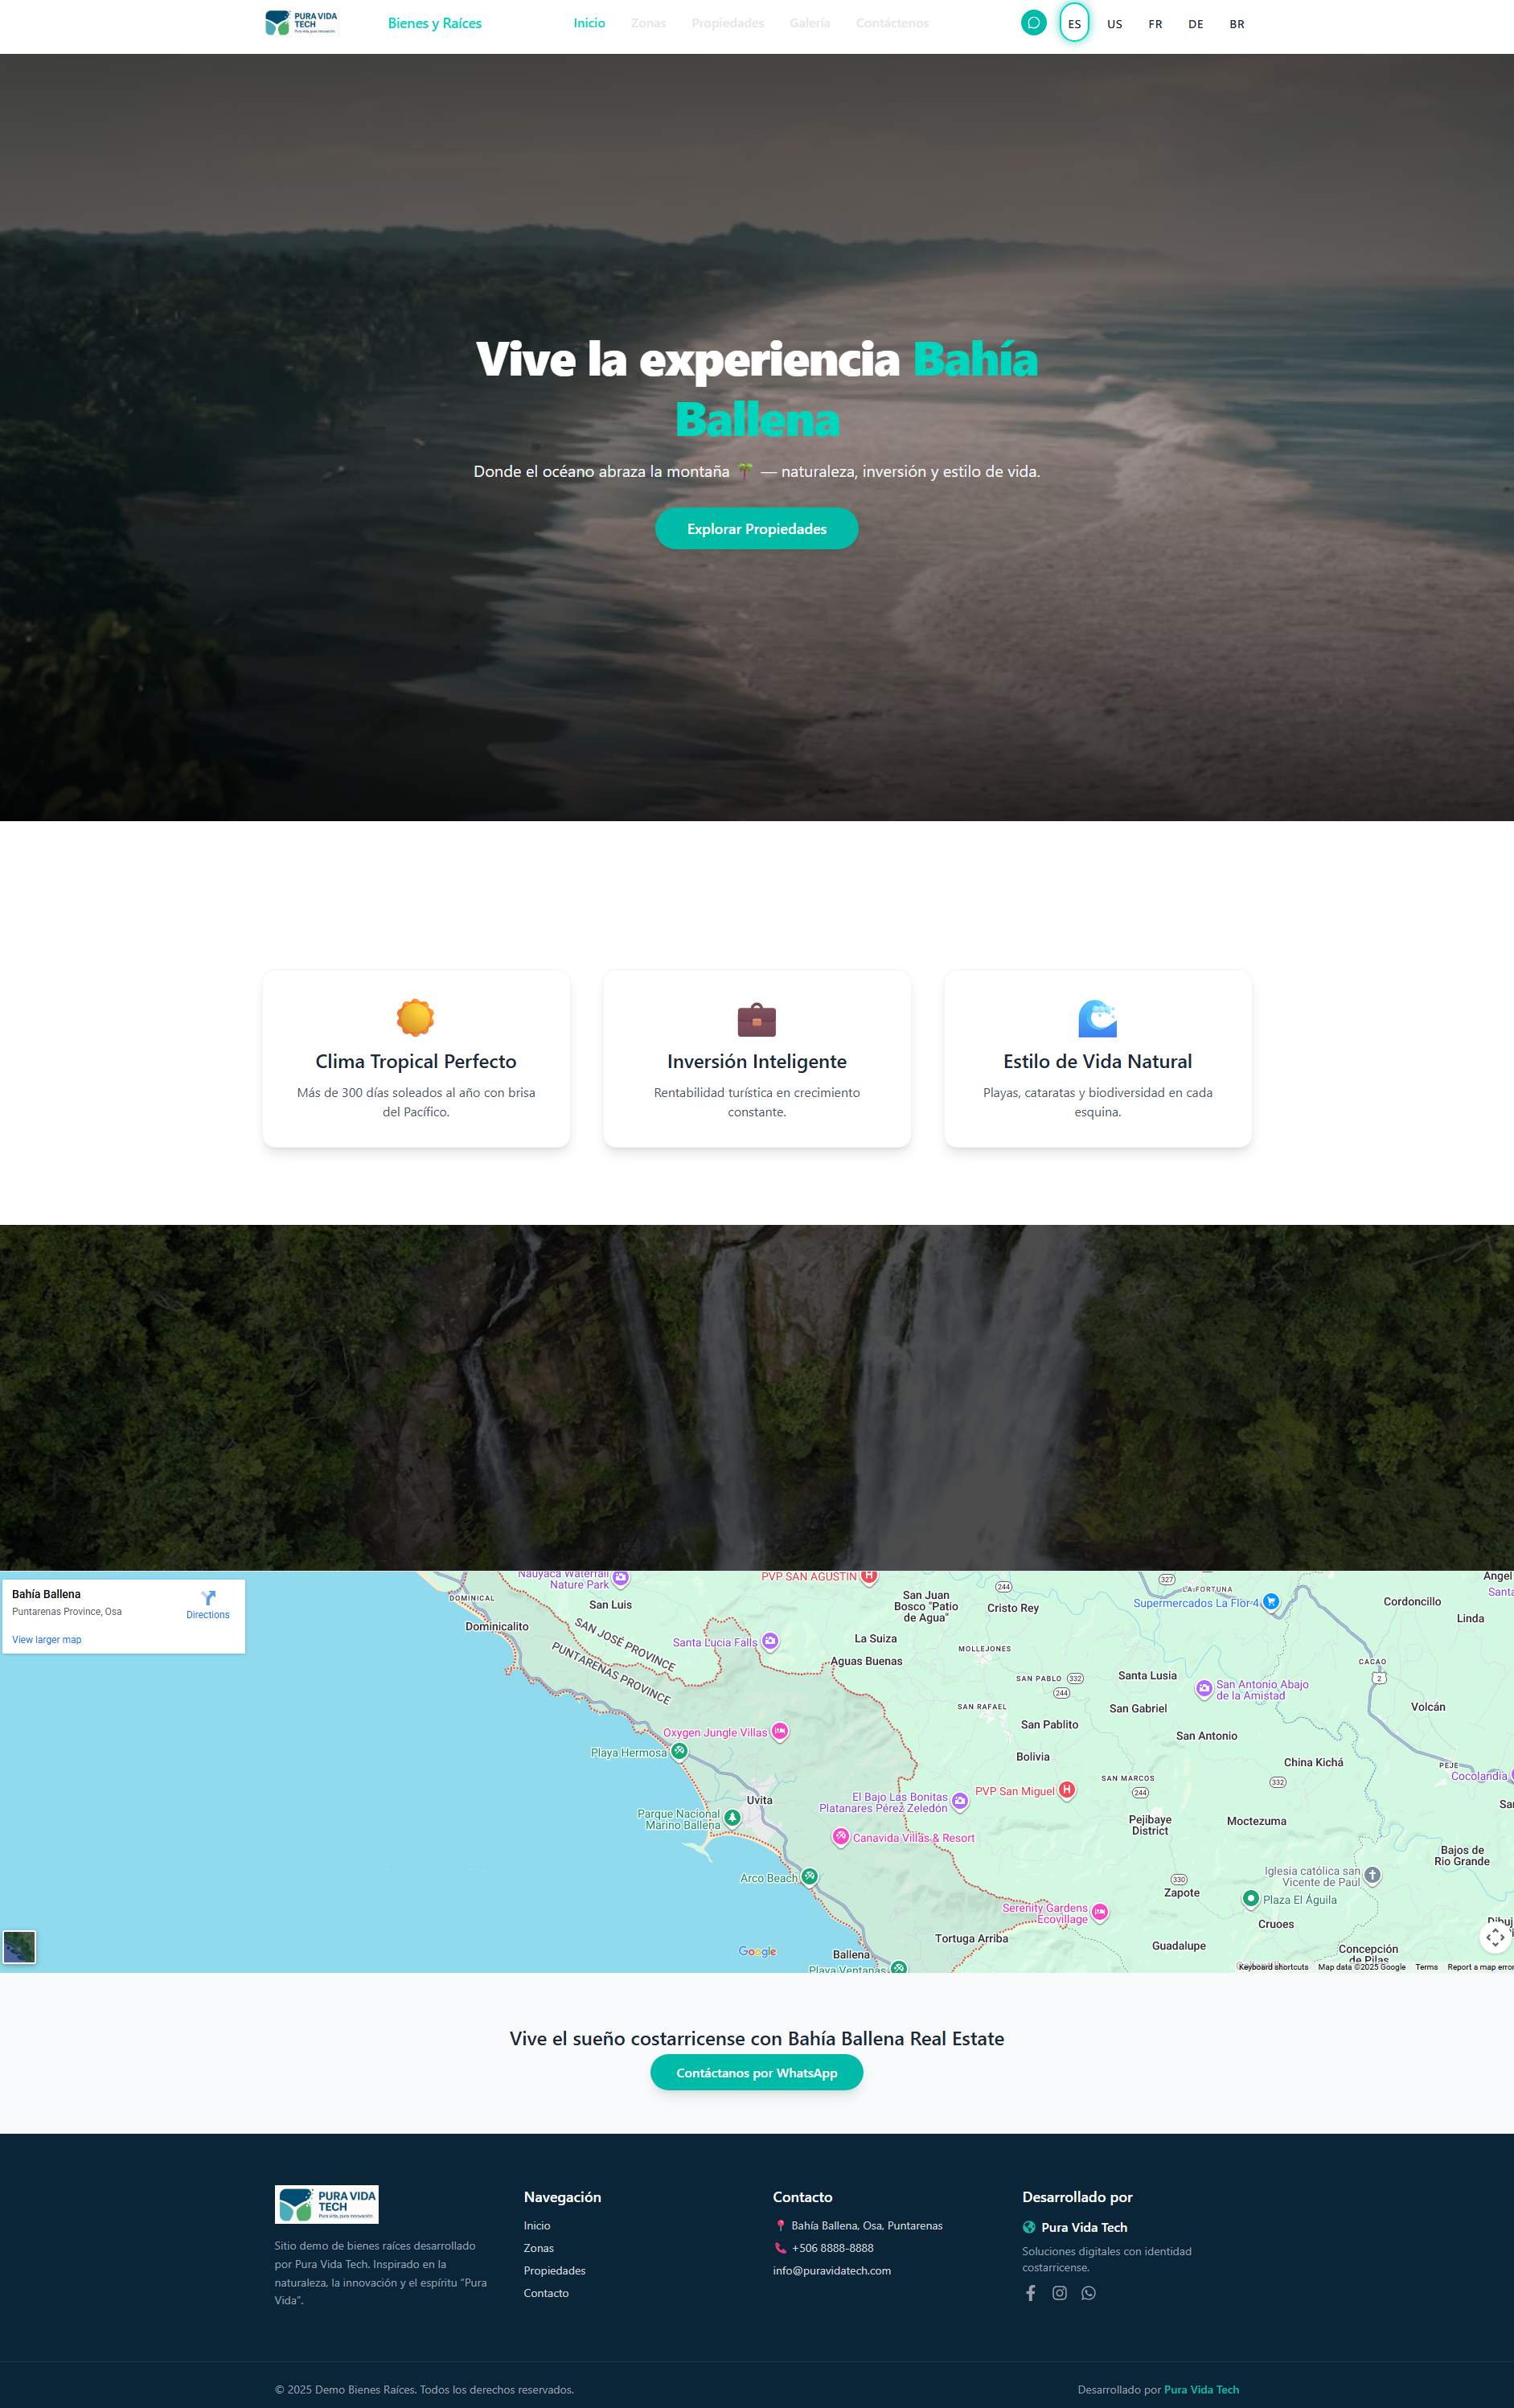 PURA VIDA
TECH
Pura vida, pura innovación.
Bienes y Raíces
Inicio
Zonas
Propiedades
Galería
Contáctenos
ES
US
FR
DE
BR
Vive la experiencia Bahía
Ballena
Donde el océano abraza la montaña 🌴 — naturaleza, inversión y estilo de vida.
Explorar Propiedades
Clima Tropical Perfecto
Más de 300 días soleados al año con brisa
del Pacífico.
Inversión Inteligente
Rentabilidad turística en crecimiento
constante.
Estilo de Vida Natural
Playas, cataratas y biodiversidad en cada
esquina.
Bahía Ballena
Puntarenas Province, Osa
Directions
View larger map
Nauyaca Waterfall
Nature Park
PVP SAN AGUSTIN
H
DOMINICAL
San Luis
Dominicalito
SAN JOSÉ PROVINCE
PUNTARENAS PROVINCE
Santa Lucia Falls
244
San Juan
Bosco "Patio
de Agua"
Cristo Rey
327
LA FORTUNA
Supermercados La Flor 4
Cordoncillo
Angel
Santa
Linda
La Suiza
Aguas Buenas
MOLLEJONES
SAN PABLO
332
244
Santa Lusia
CACAO
2
San Antonio Abajo
de la Amistad
SAN RAFAEL
San Gabriel
Volcán
San Pablito
San Antonio
Oxygen Jungle Villas
Playa Hermosa
Bolivia
China Kichá
PEJE
Cocolandia
SAN MARCOS
332
244
PVP San Miguel
H
El Bajo Las Bonitas
Platanares Pérez Zeledón
Uvita
Parque Nacional
Marino Ballena
Pejibaye
District
Moctezuma
Canavida Villas & Resort
Bajos de
Rio Grande
Arco Beach
330
Zapote
Iglesia católica san
Vicente de Paúl
Plaza El Águila
Serenity Gardens
Ecovillage
Cruces
Tortuga Arriba
Guadalupe
Concepción
de Pilas
Google
Ballena
Playa Ventanas
Keyboard shortcuts
Map data ©2025 Google
Terms
Report a map error
Vive el sueño costarricense con Bahía Ballena Real Estate
Contáctanos por WhatsApp
PURA VIDA
TECH
Pura vida, pura innovación.
Sitio demo de bienes raíces desarrollado
por Pura Vida Tech. Inspirado en la
naturaleza, la innovación y el espíritu “Pura
Vida”.
Navegación
Inicio
Zonas
Propiedades
Contacto
Contacto
📍 Bahía Ballena, Osa, Puntarenas
📞 +506 8888-8888
info@puravidatech.com
Desarrollado por
Pura Vida Tech
Soluciones digitales con identidad
costarricense.
© 2025 Demo Bienes Raíces. Todos los derechos reservados.
Desarrollado por Pura Vida Tech